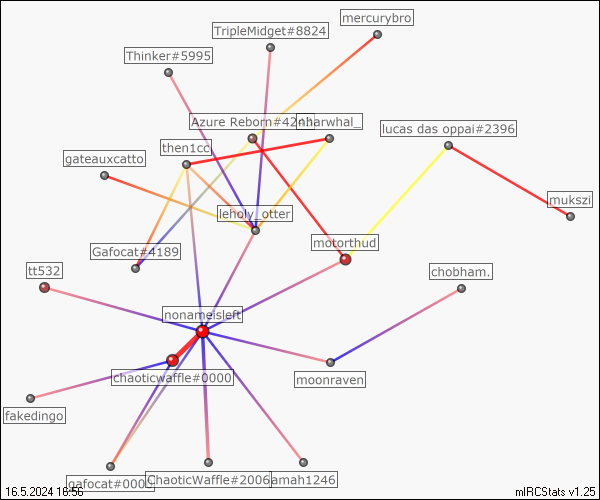 mercurybro
TripleMidget#8824
Thinker#5995
Azure Reborn#4242
narwhal_
lucas das oppai#2396
then1cc
gateauxcatto
mukszi
leholy_otter
motorthud
Gafocat#4189
tt532
chobham.
nonameisleft
chaoticwaffle#0000
moonraven
fakedingo
gafocat#000
ChaoticWaffle#2006
amah1246
16.5.2024 16:56
mIRCStats v1.25